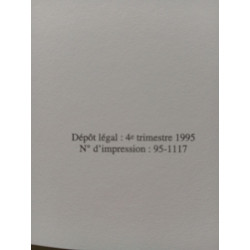 Dépôt légal : 4e trimestre 1995
N° d'impression : 95-1117